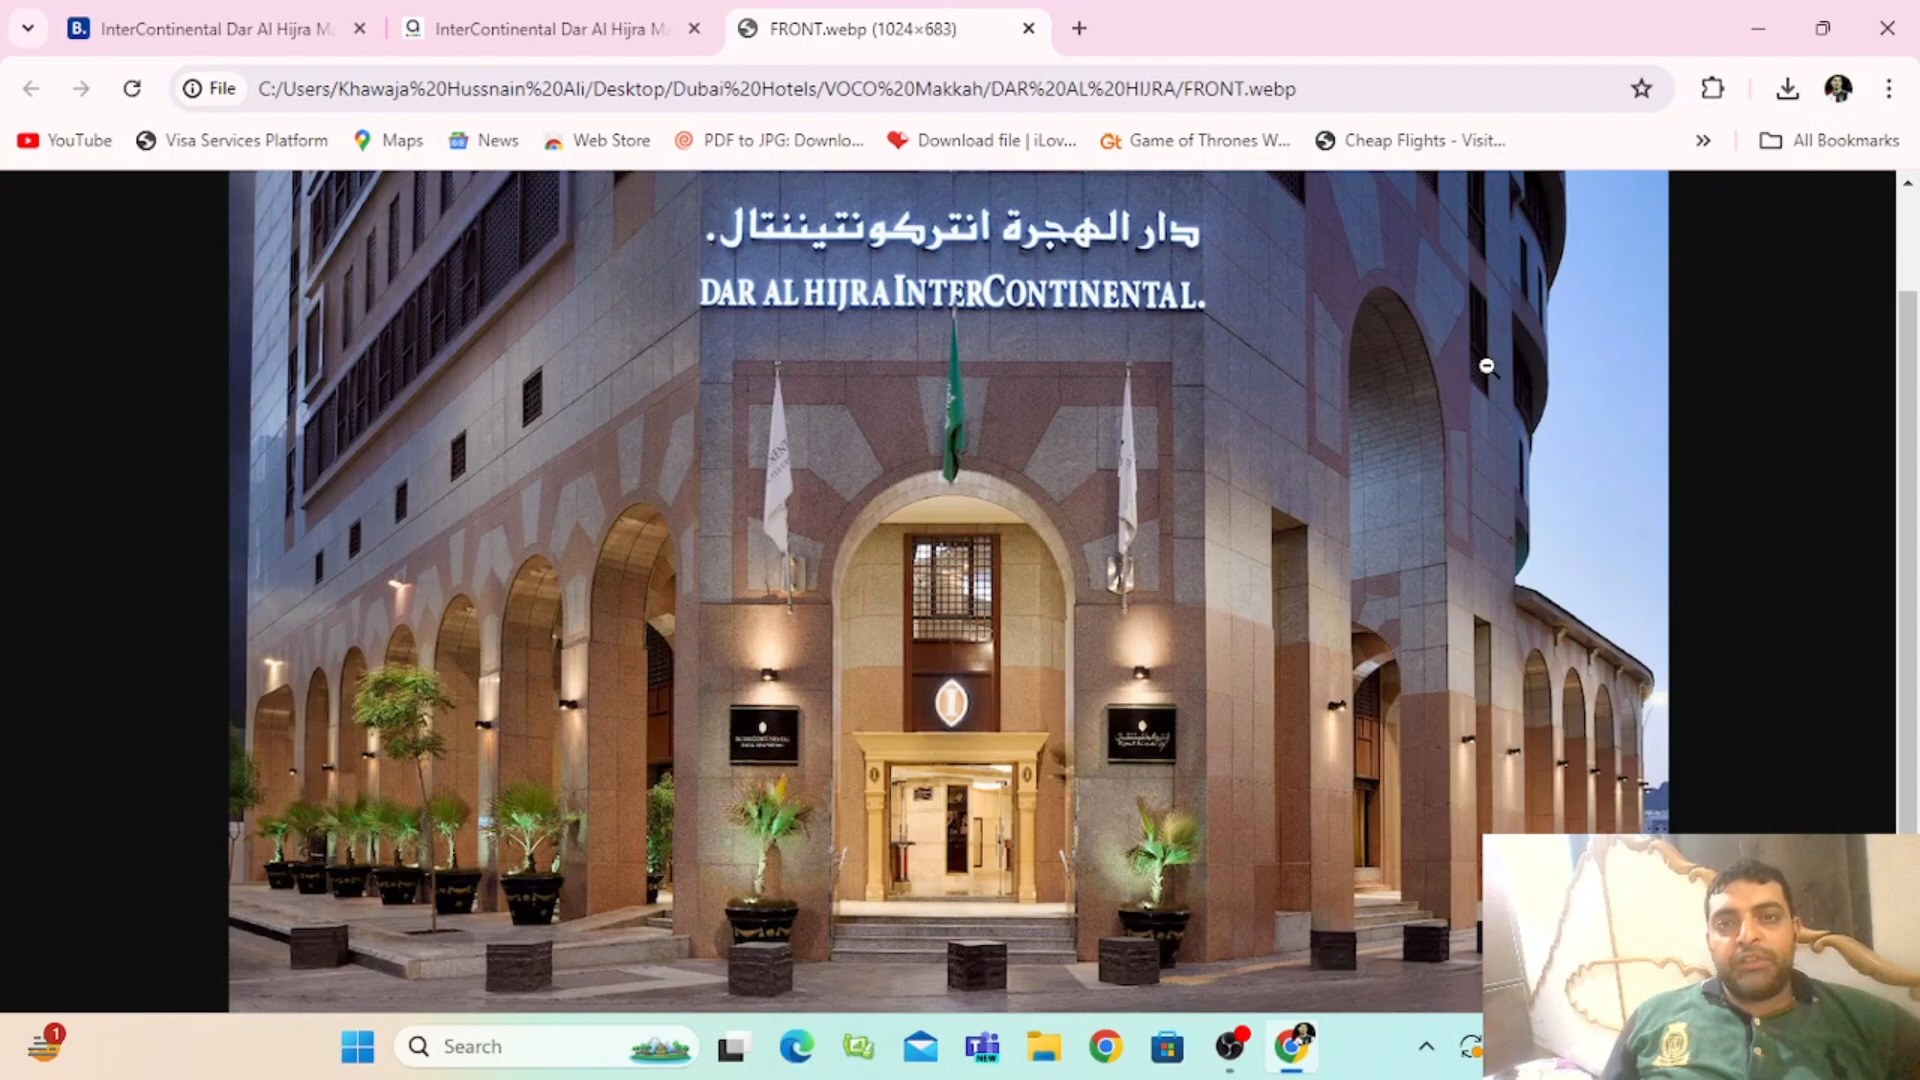 InterContinental Dar Al Hijra M
InterContinental Dar Al Hijra M
FRONT.webp (1024×683)
File
C:/Users/Khawaja%20Hussnain%20Ali/Desktop/Dubai%20Hotels/VOCO%20Makkah/DAR%20AL%20HIJRA/FRONT.webp
YouTube
Visa Services Platform
Maps
News
Web Store
PDF to JPG: Downlo...
Download file | iLov...
Game of Thrones W...
Cheap Flights - Visit...
All Bookmarks
دار الهجرة انتركونتيننتال.
DAR AL HIJRA INTERCONTINENTAL.
1
Search
NEW